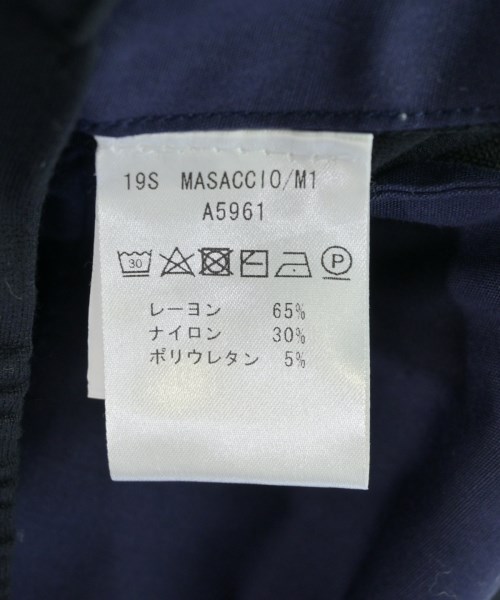 19S MASACCIO/M1
A5961
30 P
レーヨン 65%
ナイロン 30%
ポリウレタン 5%